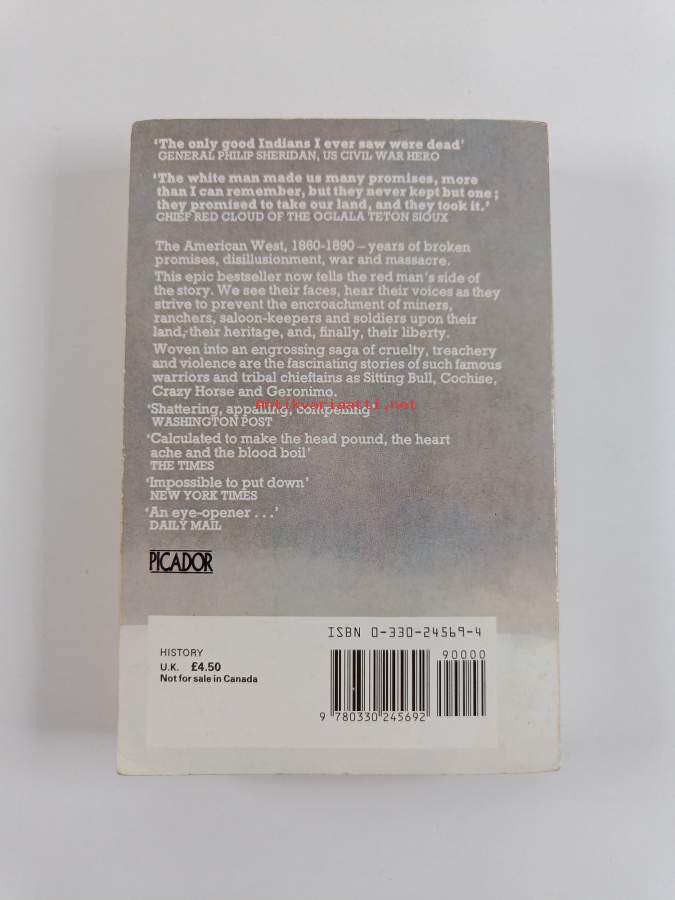 'The only good Indians I ever saw were dead'
GENERAL PHILIP SHERIDAN, US CIVIL WAR HERO
'The white man made us many promises, more
than I can remember, but they never kept but one;
they promised to take our land, and they took it.'
CHIEF RED CLOUD OF THE OGLALA TETON SIOUX
The American West, 1860-1890 – years of broken
promises, disillusionment, war and massacre.
This epic bestseller now tells the red man's side of
the story. We see their faces, hear their voices as they
strive to prevent the encroachment of miners,
ranchers, saloon-keepers and soldiers upon their
land, their heritage, and, finally, their liberty.
Woven into an engrossing saga of cruelty, treachery
and violence are the fascinating stories of such famous
warriors and tribal chieftains as Sitting Bull, Cochise,
Crazy Horse and Geronimo.
antikvariaatti.net
'Shattering, appalling, compelling'
WASHINGTON POST
'Calculated to make the head pound, the heart
ache and the blood boil'
THE TIMES
'Impossible to put down'
NEW YORK TIMES
'An eye-opener . . .'
DAILY MAIL
PICADOR
ISBN 0-330-24569-4
HISTORY
U.K. £4.50
Not for sale in Canada
90000
9 780330 245692